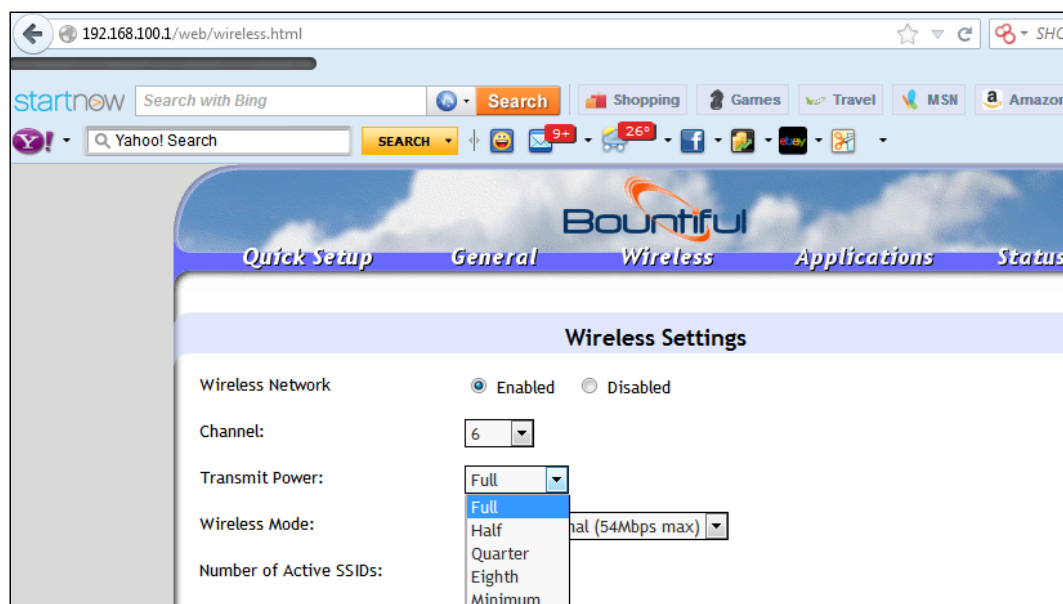 192.168.100.1/web/wireless.html SHO
startnow Search with Bing Search Shopping Games Travel MSN a Amazon
Y! Yahoo! Search SEARCH 9+ 26° f ebay
Bountiful
Quick Setup General Wireless Applications Status
Wireless Settings
Wireless Network Enabled Disabled
Channel: 6
Transmit Power: Full
Full
Wireless Mode: Half nal (54Mbps max)
Quarter
Number of Active SSIDs: Eighth
Minimum